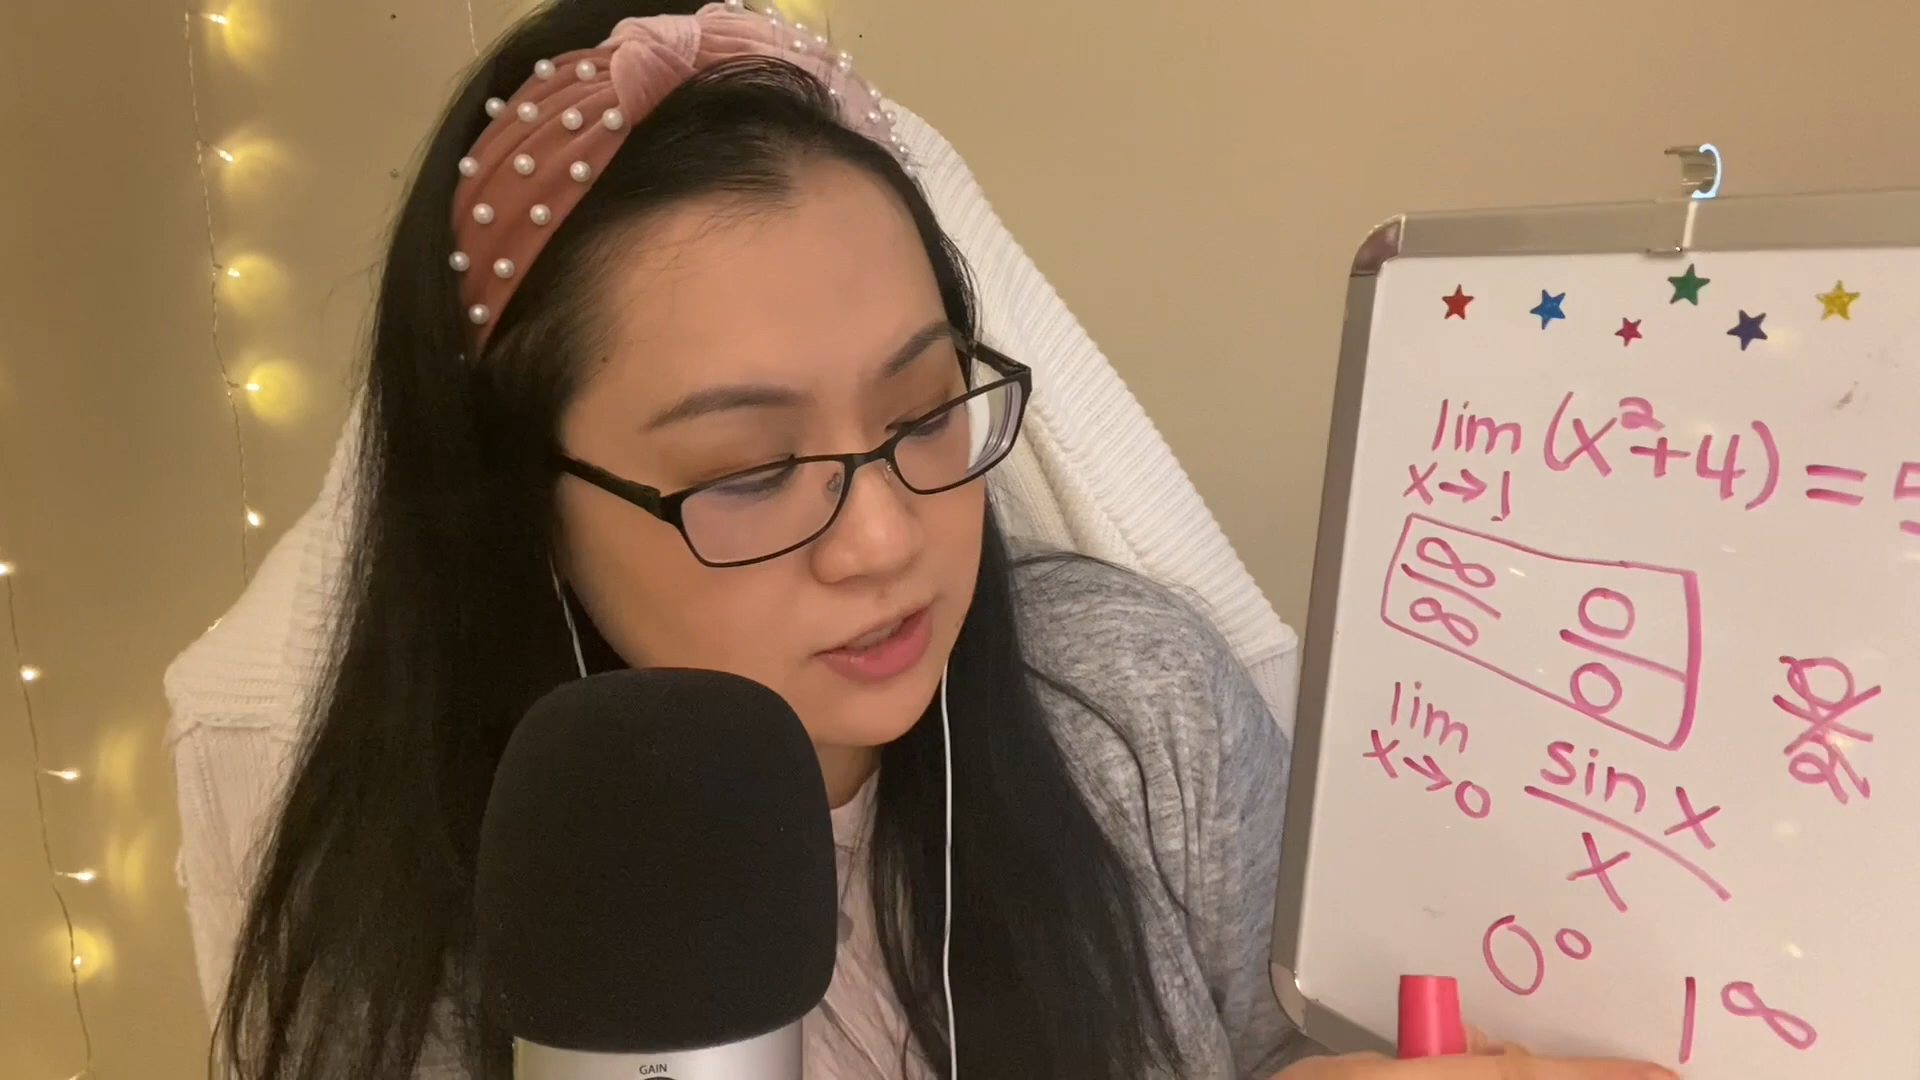 lim (x²+4) = 5
x→1
∞/∞ 0/0
lim sin x / x
x→0
0⁰
1^∞
GAIN